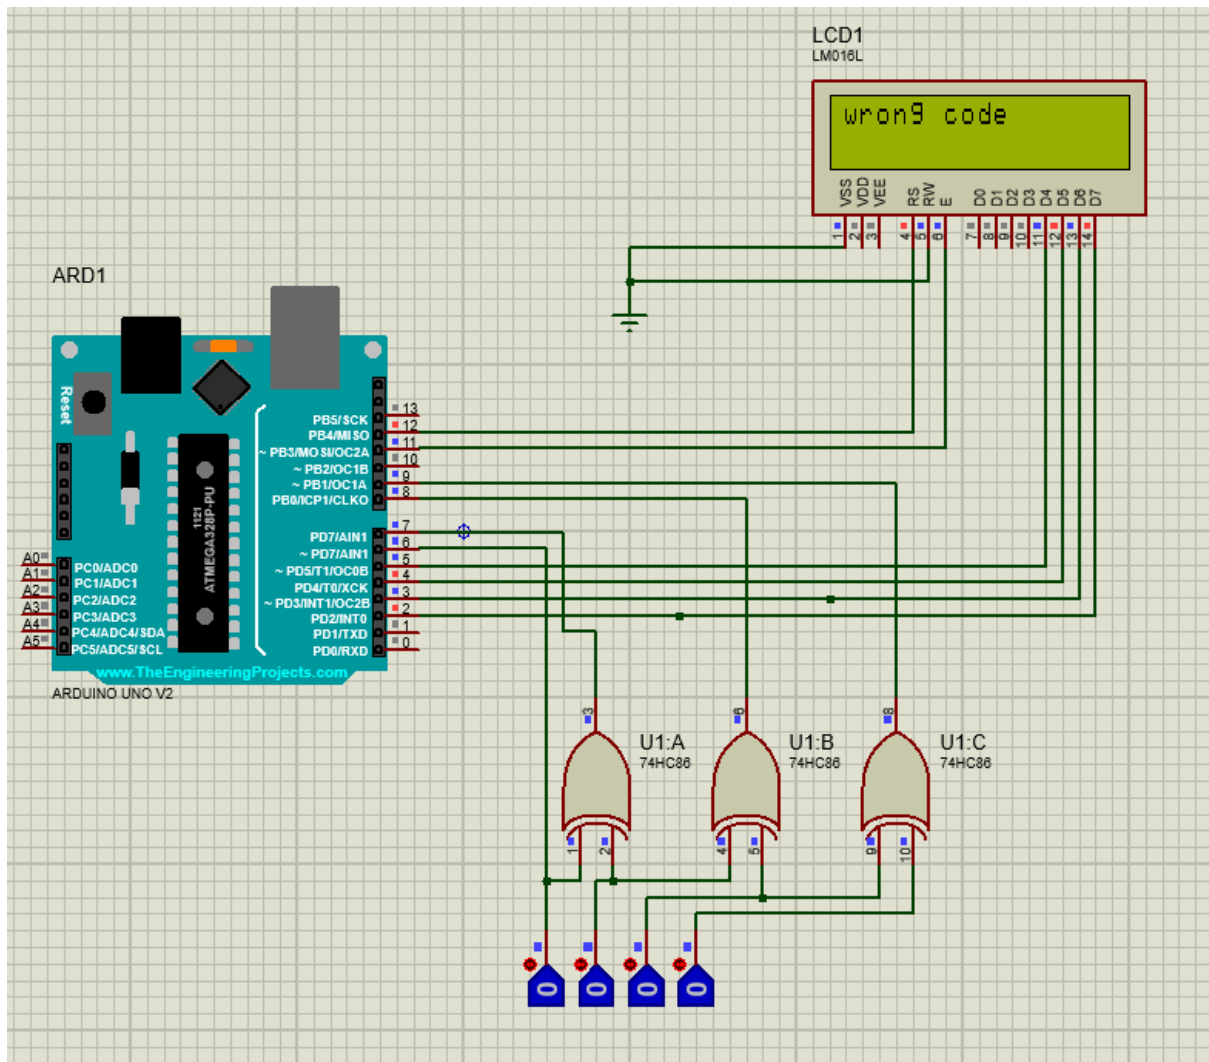 LCD1
LM016L
wrong code
VSS
VDD
VEE
RS
RW
E
D0
D1
D2
D3
D4
D5
D6
D7
1
2
3
4
5
6
7
8
9
10
11
12
13
14
ARD1
Reset
1121
ATMEGA328P-PU
PB5/SCK
13
PB4/MISO
12
~ PB3/MOSI/OC2A
11
~ PB2/OC1B
10
~ PB1/OC1A
9
PB0/ICP1/CLKO
8
PD7/AIN1
7
~ PD7/AIN1
6
~ PD5/T1/OC0B
5
PD4/T0/XCK
4
~ PD3/INT1/OC2B
3
PD2/INT0
2
PD1/TXD
1
PD0/RXD
0
A0
PC0/ADC0
A1
PC1/ADC1
A2
PC2/ADC2
A3
PC3/ADC3
A4
PC4/ADC4/SDA
A5
PC5/ADC5/SCL
www.TheEngineeringProjects.com
ARDUINO UNO V2
3
U1:A
74HC86
1
2
6
U1:B
74HC86
4
5
8
U1:C
74HC86
9
10
0
0
0
0